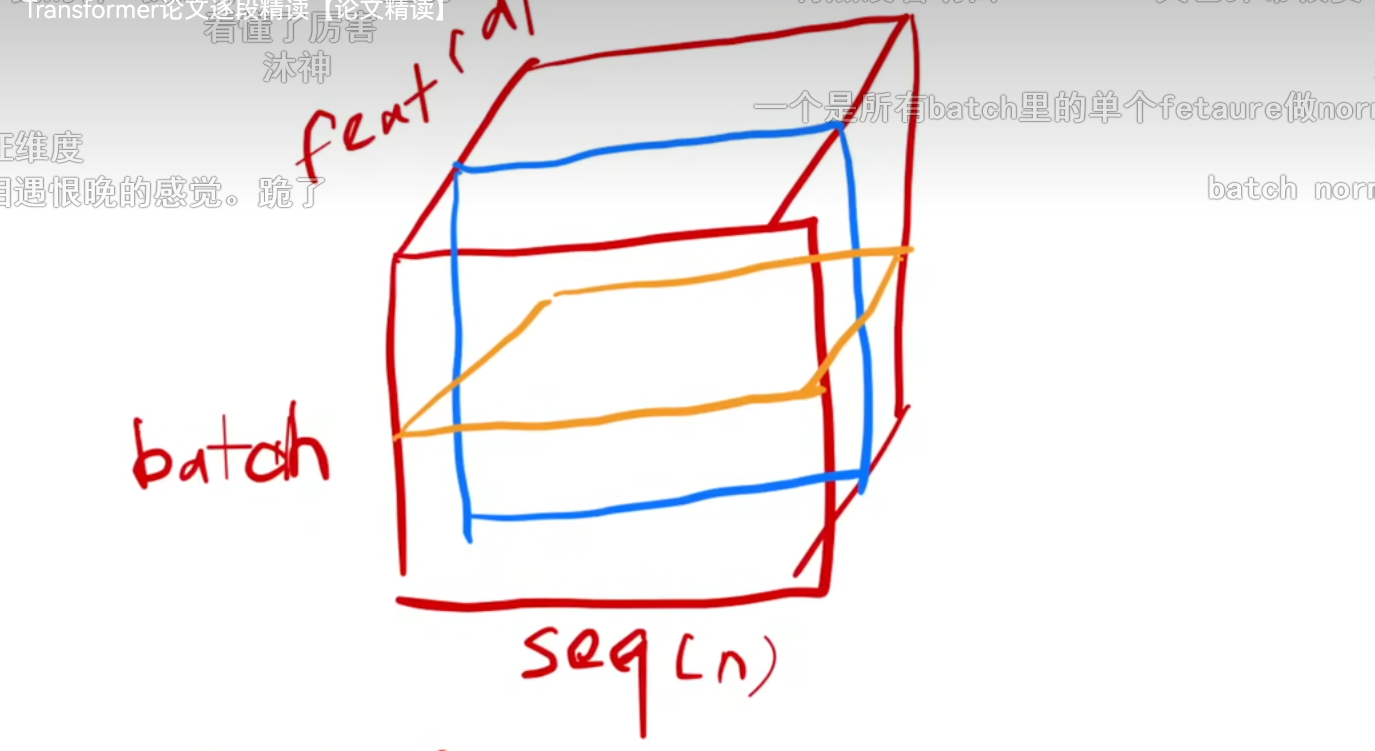 Transformer论文逐段精读【论文精读】
看懂了厉害
沐神
feat (d)
一个是所有batch里的单个fetaure做norm
征维度
相遇恨晚的感觉。跪了
batch norm
batch
seq (n)